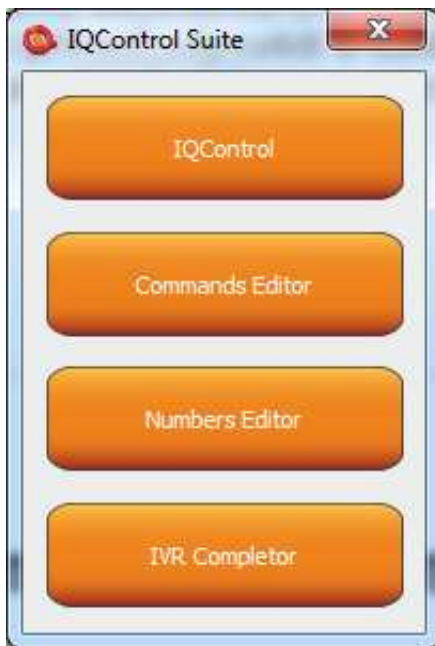 IQControl Suite
IQControl
Commands Editor
Numbers Editor
IVR Completor